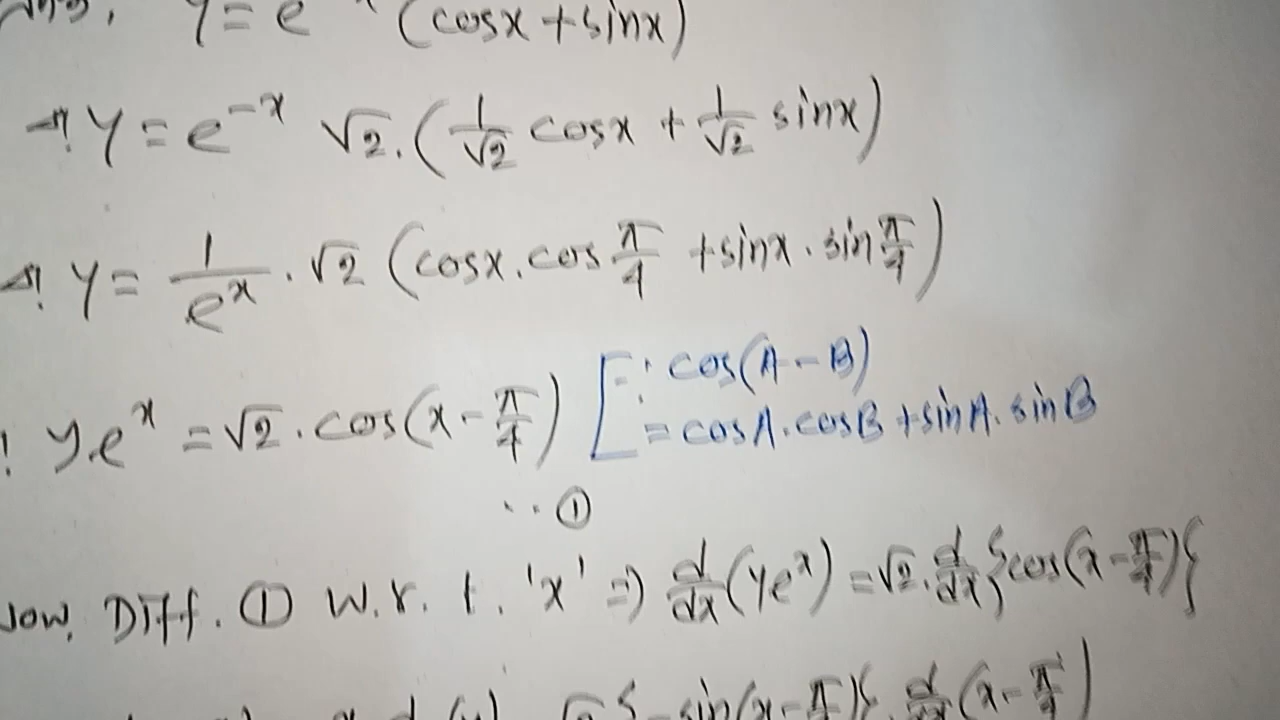 y = e (cosx + sinx)
বা, y = e^{-x} √2. (1/√2 cosx + 1/√2 sinx)
বা, y = 1/e^x . √2 (cosx . cos π/4 + sinx . sin π/4)
! y.e^x = √2 . cos(x - π/4) [∵ cos(A - B)
= cosA . cosB + sinA . sinB
.. ①
Now, Diff. ① w.r.t. 'x' ⇒ d/dx (ye^x) = √2 . d/dx {cos(x - π/4)}
{- sin(x - π/4)} . d/dx (x - π/4)